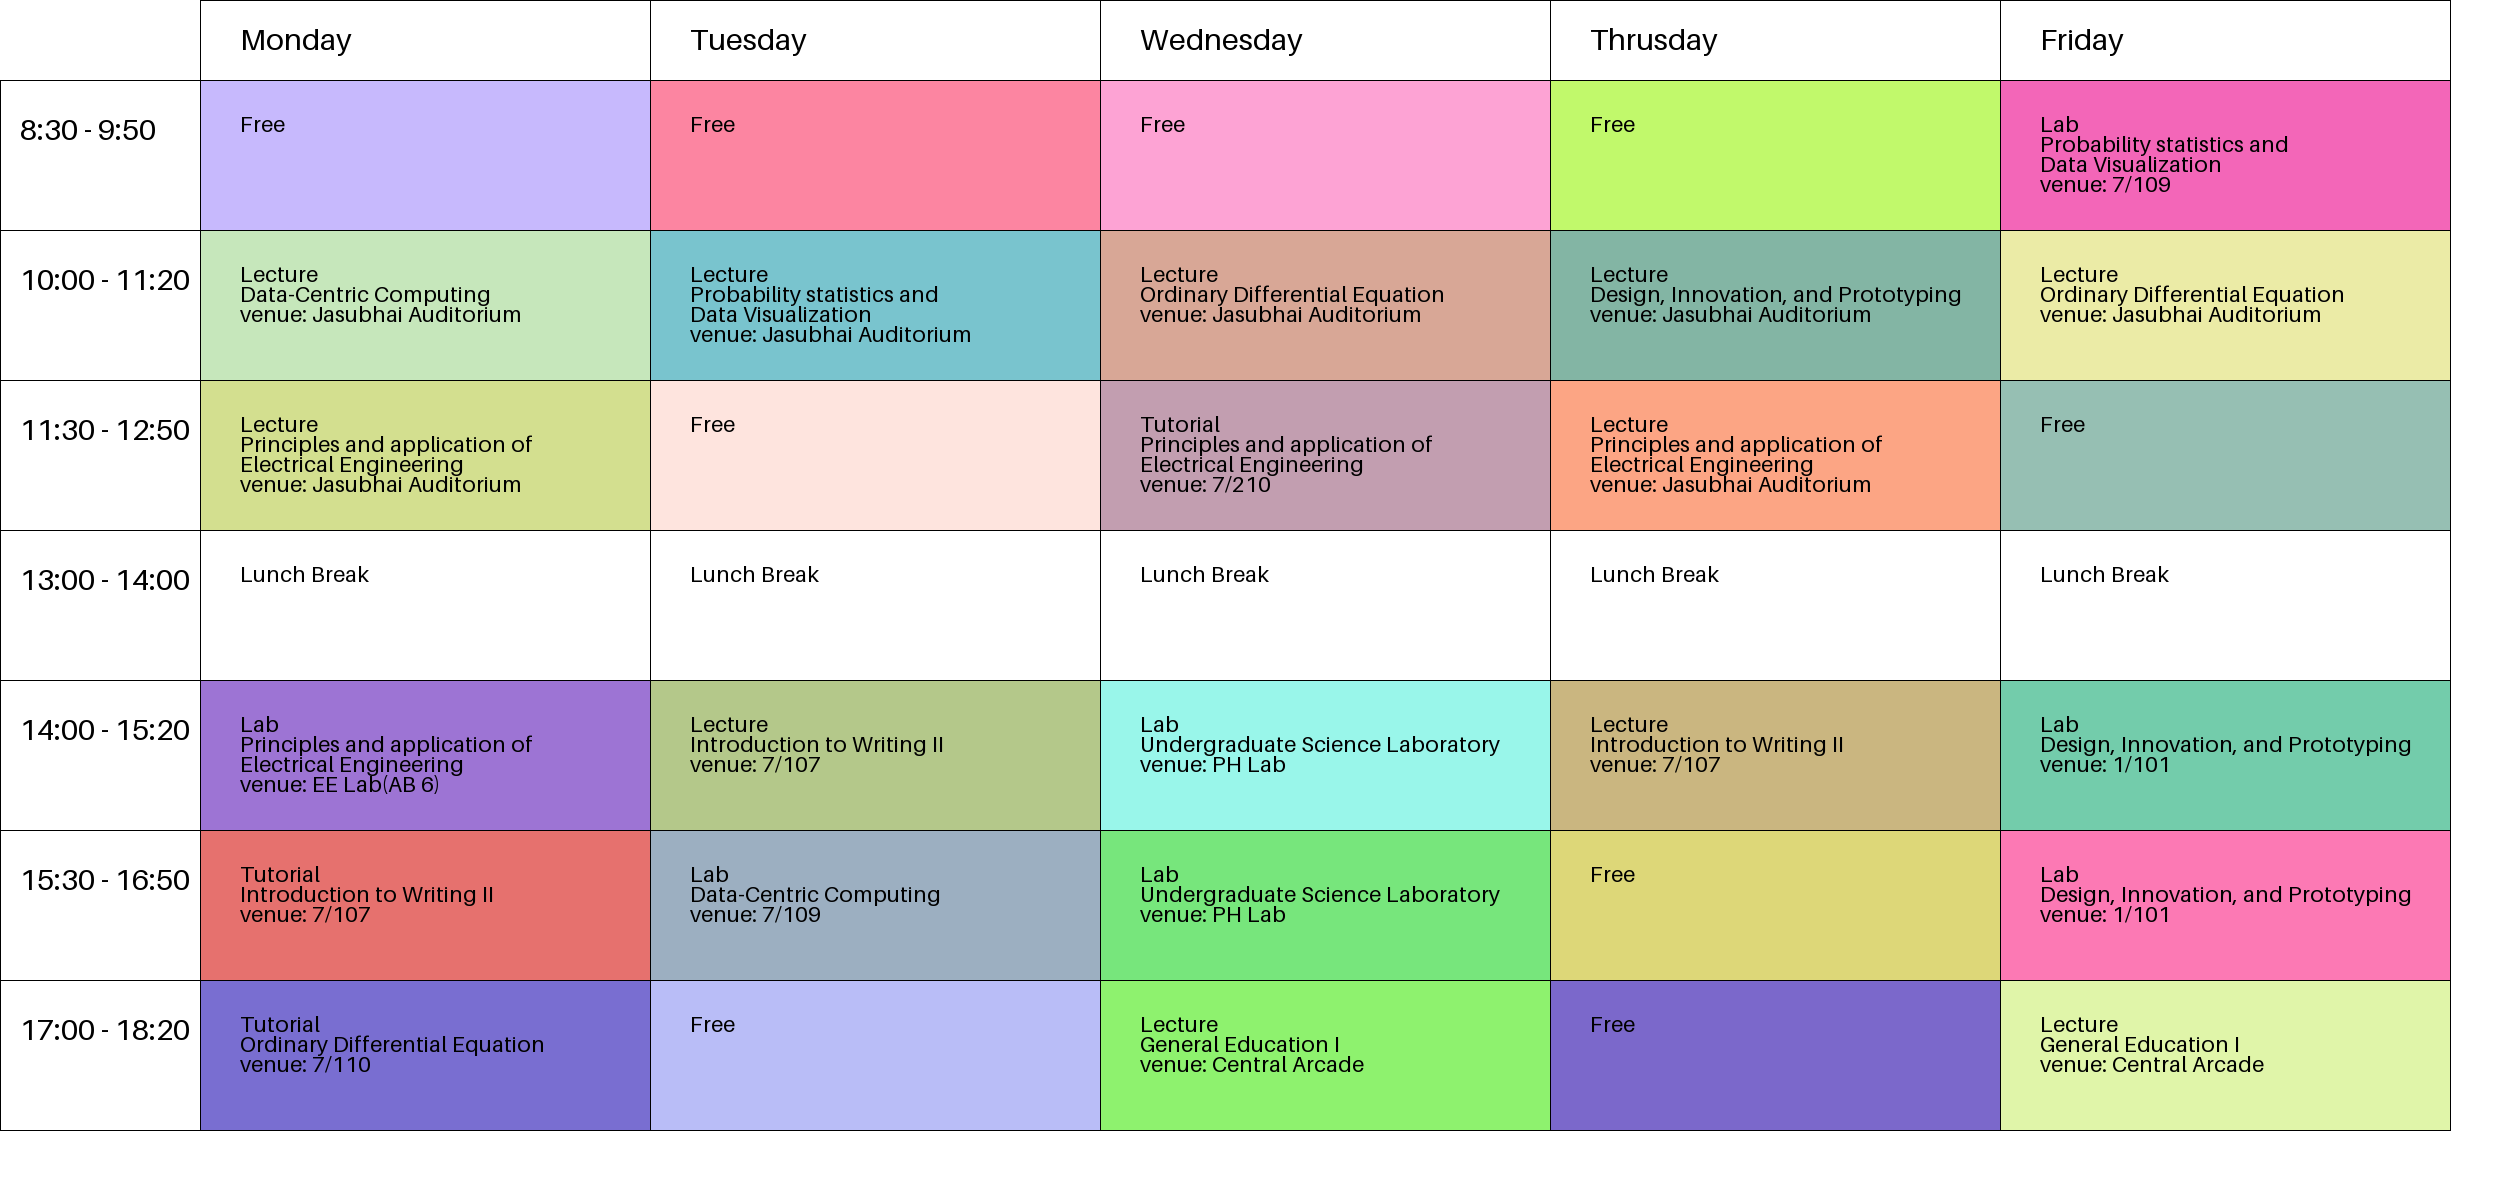 Monday Tuesday Wednesday Thrusday Friday
8:30 - 9:50
Free
Free
Free
Free
Lab
Probability statistics and
Data Visualization
venue: 7/109
10:00 - 11:20
Lecture
Data-Centric Computing
venue: Jasubhai Auditorium
Lecture
Probability statistics and
Data Visualization
venue: Jasubhai Auditorium
Lecture
Ordinary Differential Equation
venue: Jasubhai Auditorium
Lecture
Design, Innovation, and Prototyping
venue: Jasubhai Auditorium
Lecture
Ordinary Differential Equation
venue: Jasubhai Auditorium
11:30 - 12:50
Lecture
Principles and application of
Electrical Engineering
venue: Jasubhai Auditorium
Free
Tutorial
Principles and application of
Electrical Engineering
venue: 7/210
Lecture
Principles and application of
Electrical Engineering
venue: Jasubhai Auditorium
Free
13:00 - 14:00
Lunch Break
Lunch Break
Lunch Break
Lunch Break
Lunch Break
14:00 - 15:20
Lab
Principles and application of
Electrical Engineering
venue: EE Lab(AB 6)
Lecture
Introduction to Writing II
venue: 7/107
Lab
Undergraduate Science Laboratory
venue: PH Lab
Lecture
Introduction to Writing II
venue: 7/107
Lab
Design, Innovation, and Prototyping
venue: 1/101
15:30 - 16:50
Tutorial
Introduction to Writing II
venue: 7/107
Lab
Data-Centric Computing
venue: 7/109
Lab
Undergraduate Science Laboratory
venue: PH Lab
Free
Lab
Design, Innovation, and Prototyping
venue: 1/101
17:00 - 18:20
Tutorial
Ordinary Differential Equation
venue: 7/110
Free
Lecture
General Education I
venue: Central Arcade
Free
Lecture
General Education I
venue: Central Arcade